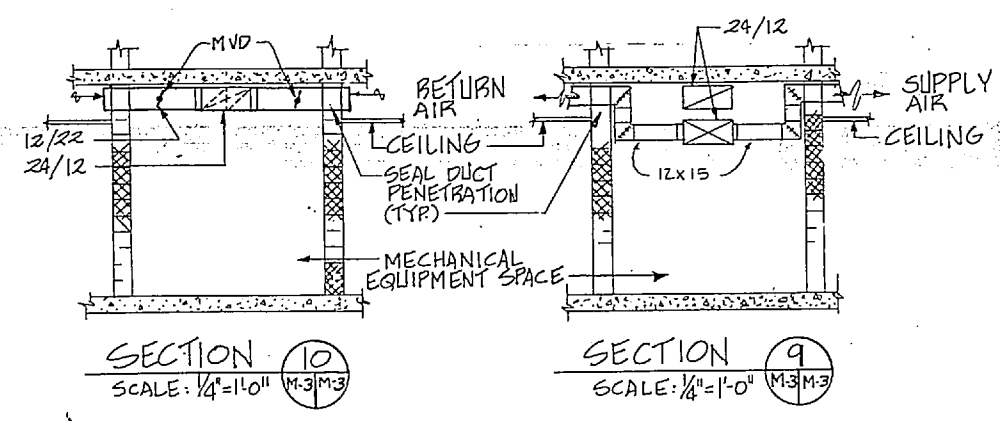 MVD
24/12
RETURN
AIR
SUPPLY
AIR
12/22
24/12
CEILING
CEILING
12x15
SEAL DUCT
PENETRATION
(TYP.)
MECHANICAL
EQUIPMENT SPACE
SECTION 10
SCALE: 1/4"=1'-0" M-3 M-3
SECTION 9
SCALE: 1/4"=1'-0" M-3 M-3